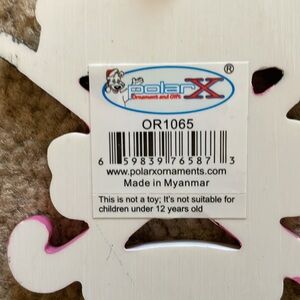 polarX®
Ornaments and Gifts
OR1065
6 59839 76587 3
www.polarxornaments.com
Made in Myanmar
This is not a toy; It's not suitable for
children under 12 years old